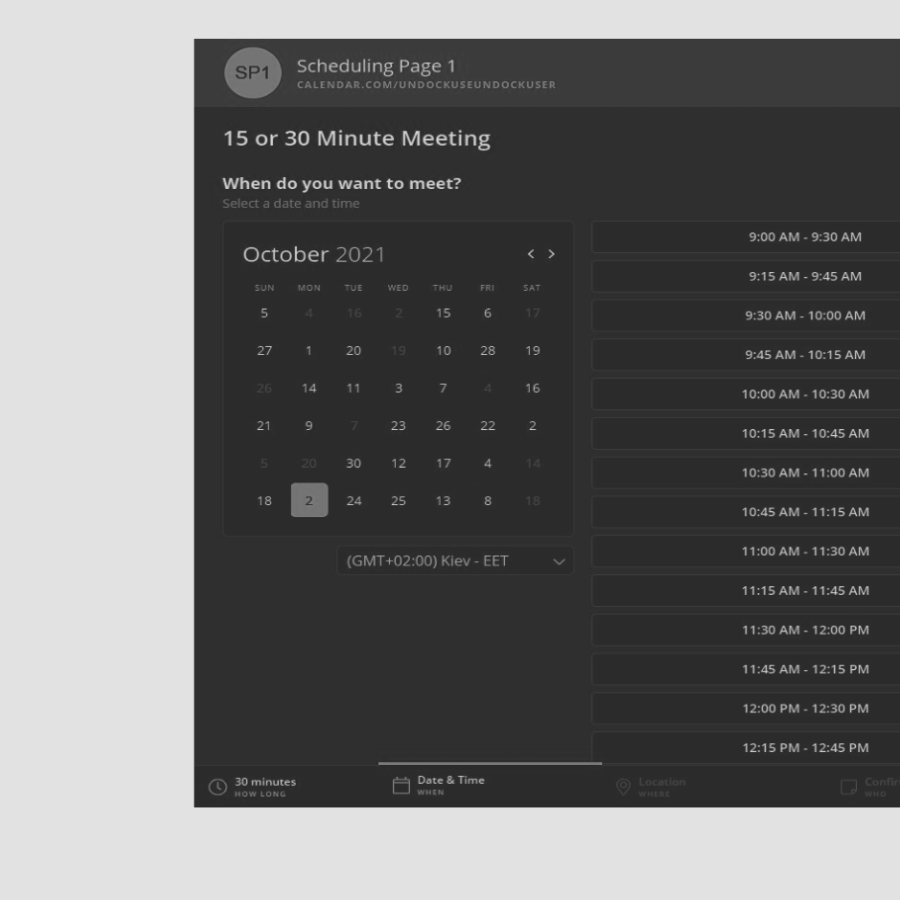 SP1
Scheduling Page 1
CALENDAR.COM/UNDOCKUSEUNDOCKUSER
15 or 30 Minute Meeting
When do you want to meet?
Select a date and time
October 2021
SUN MON TUE WED THU FRI SAT
5 4 16 2 15 6 17
27 1 20 19 10 28 19
26 14 11 3 7 4 16
21 9 7 23 26 22 2
5 20 30 12 17 4 14
18 2 24 25 13 8 18
(GMT+02:00) Kiev - EET
9:00 AM - 9:30 AM
9:15 AM - 9:45 AM
9:30 AM - 10:00 AM
9:45 AM - 10:15 AM
10:00 AM - 10:30 AM
10:15 AM - 10:45 AM
10:30 AM - 11:00 AM
10:45 AM - 11:15 AM
11:00 AM - 11:30 AM
11:15 AM - 11:45 AM
11:30 AM - 12:00 PM
11:45 AM - 12:15 PM
12:00 PM - 12:30 PM
12:15 PM - 12:45 PM
30 minutes
HOW LONG
Date & Time
WHEN
Location
WHERE
WHO